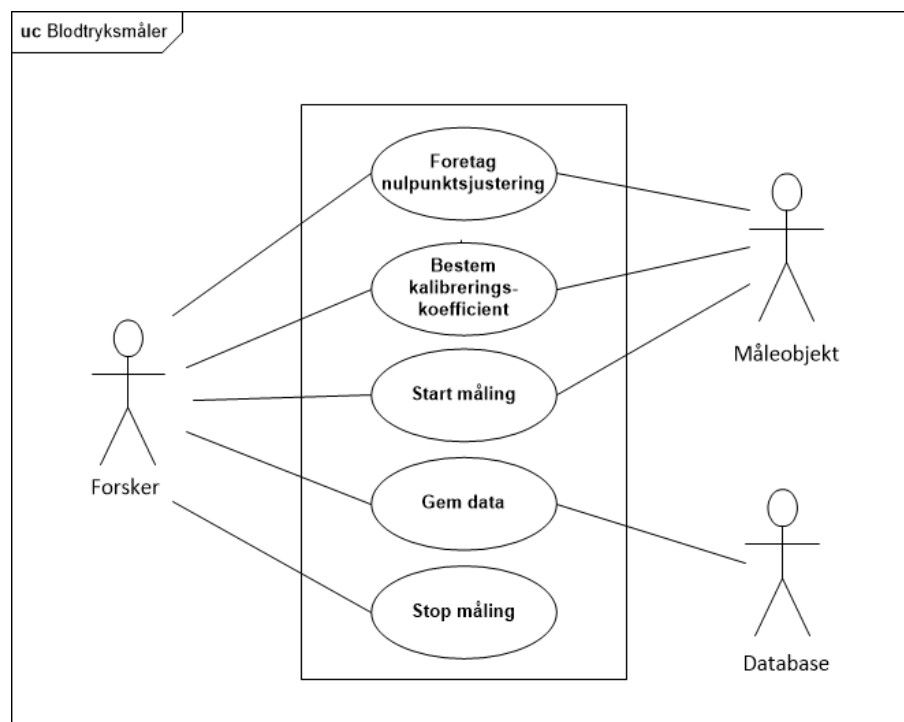 uc Blodtryksmåler
Foretag
nulpunktsjustering
Bestem
kalibrerings-
koefficient
Start måling
Gem data
Stop måling
Forsker
Måleobjekt
Database